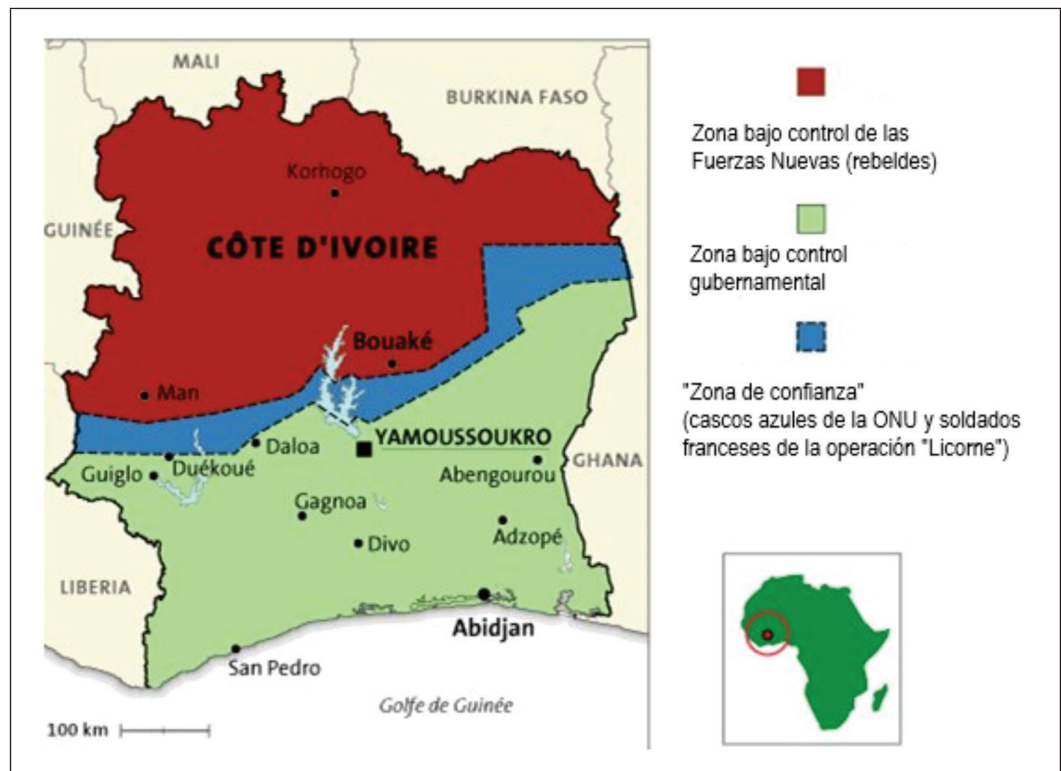 MALI
BURKINA FASO
Korhogo
GUINÉE
CÔTE D'IVOIRE
Bouaké
Man
YAMOUSSOUKRO
Daloa
Duékoué
Guiglo
Abengourou
GHANA
Gagnoa
Adzopé
Divo
LIBERIA
Abidjan
San Pedro
Golfe de Guinée
100 km
Zona bajo control de las
Fuerzas Nuevas (rebeldes)
Zona bajo control
gubernamental
"Zona de confianza"
(cascos azules de la ONU y soldados
franceses de la operación "Licorne")